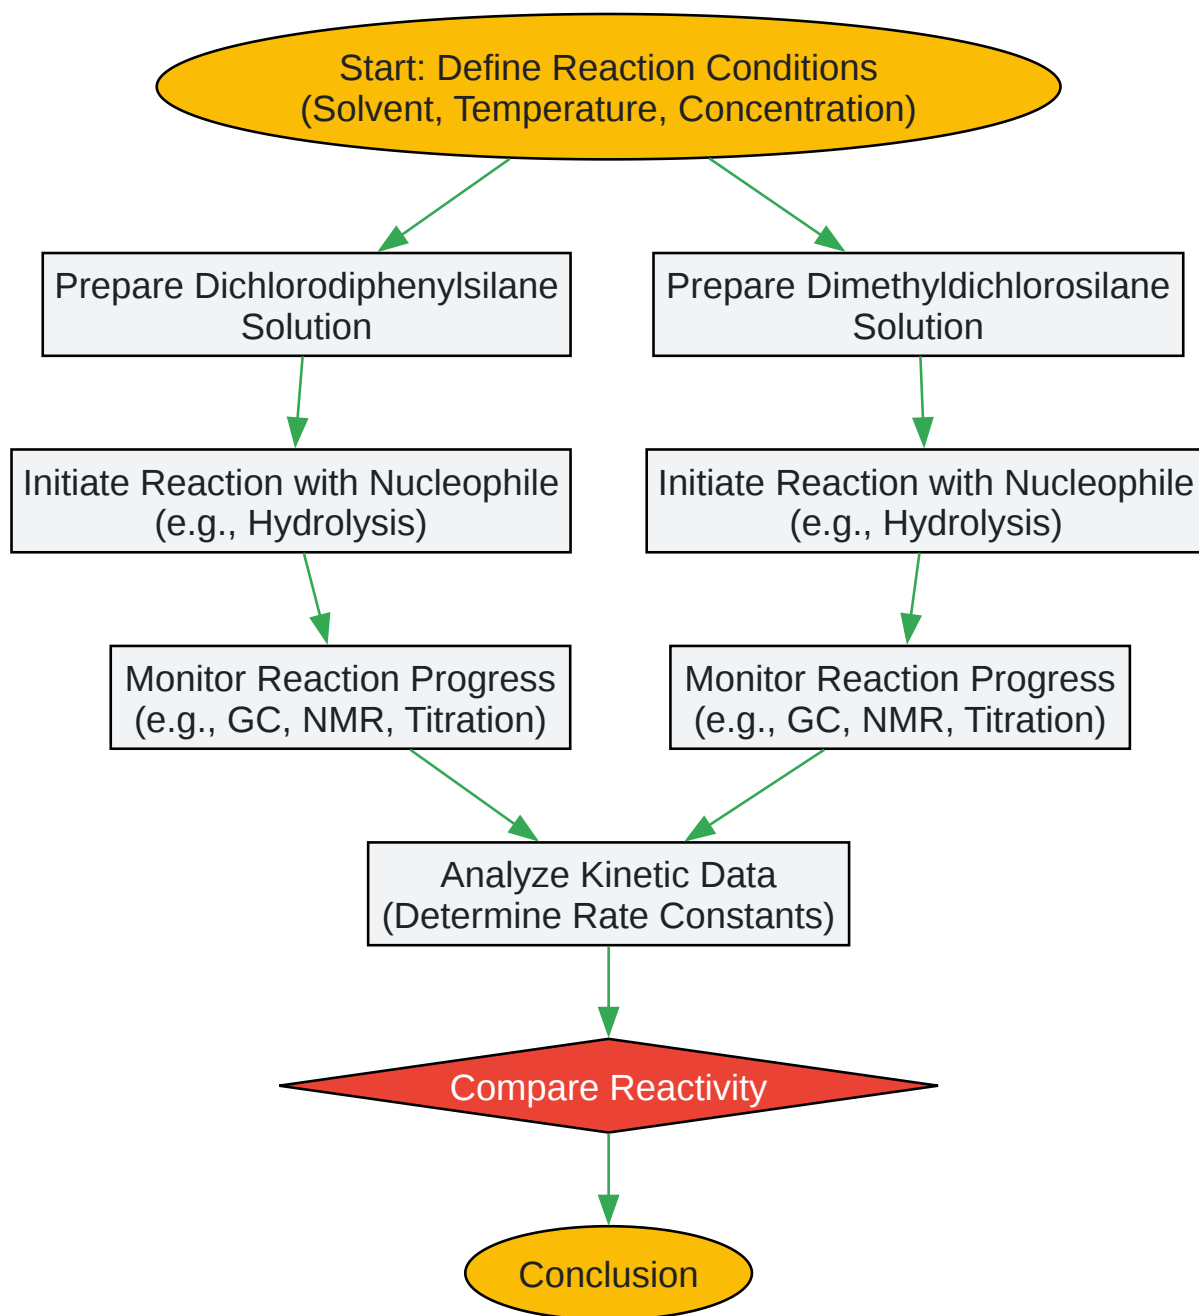 Start: Define Reaction Conditions
(Solvent, Temperature, Concentration)
Prepare Dichlorodiphenylsilane
Solution
Prepare Dimethyldichlorosilane
Solution
Initiate Reaction with Nucleophile
(e.g., Hydrolysis)
Initiate Reaction with Nucleophile
(e.g., Hydrolysis)
Monitor Reaction Progress
(e.g., GC, NMR, Titration)
Monitor Reaction Progress
(e.g., GC, NMR, Titration)
Analyze Kinetic Data
(Determine Rate Constants)
Compare Reactivity
Conclusion